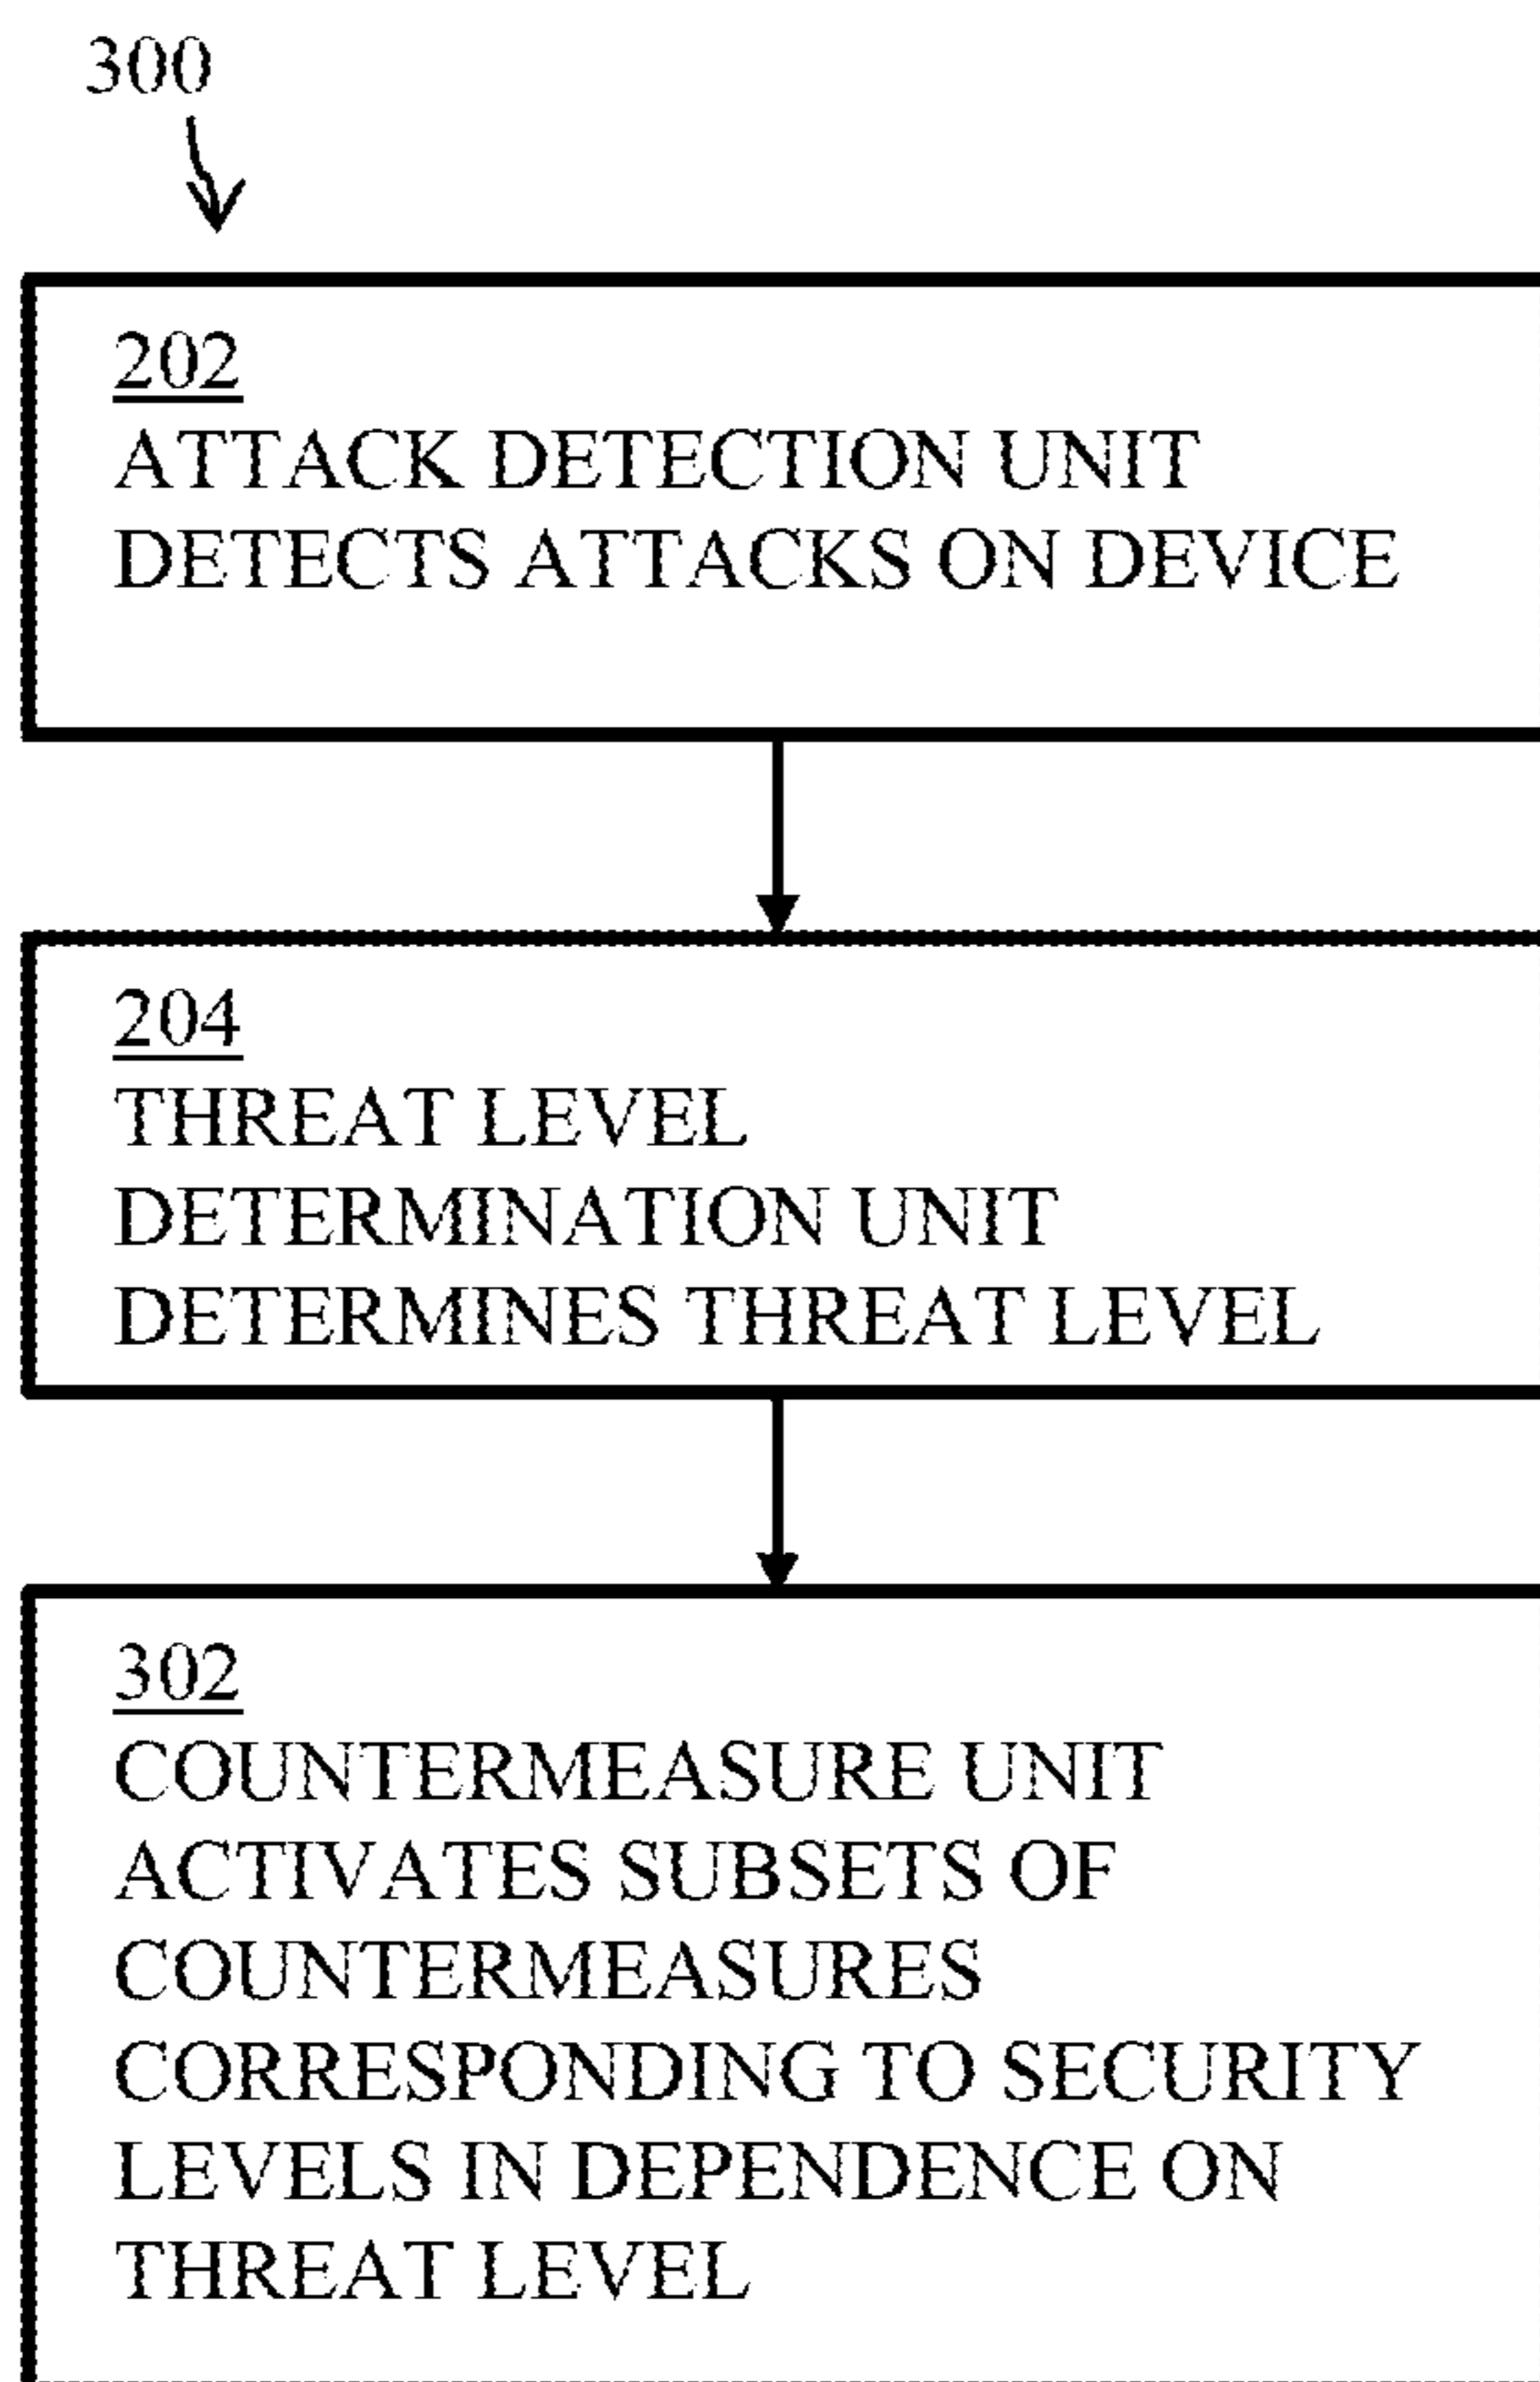 300
202
ATTACK DETECTION UNIT
DETECTS ATTACKS ON DEVICE
204
THREAT LEVEL
DETERMINATION UNIT
DETERMINES THREAT LEVEL
302
COUNTERMEASURE UNIT
ACTIVATES SUBSETS OF
COUNTERMEASURES
CORRESPONDING TO SECURITY
LEVELS IN DEPENDENCE ON
THREAT LEVEL